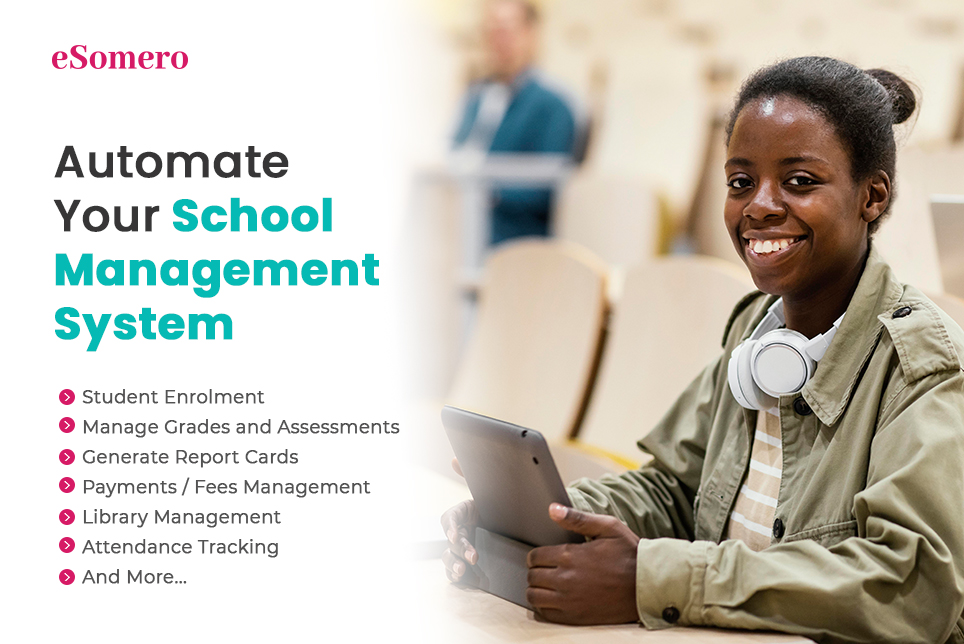 eSomero
Automate
Your School
Management
System
Student Enrolment
Manage Grades and Assessments
Generate Report Cards
Payments / Fees Management
Library Management
Attendance Tracking
And More...